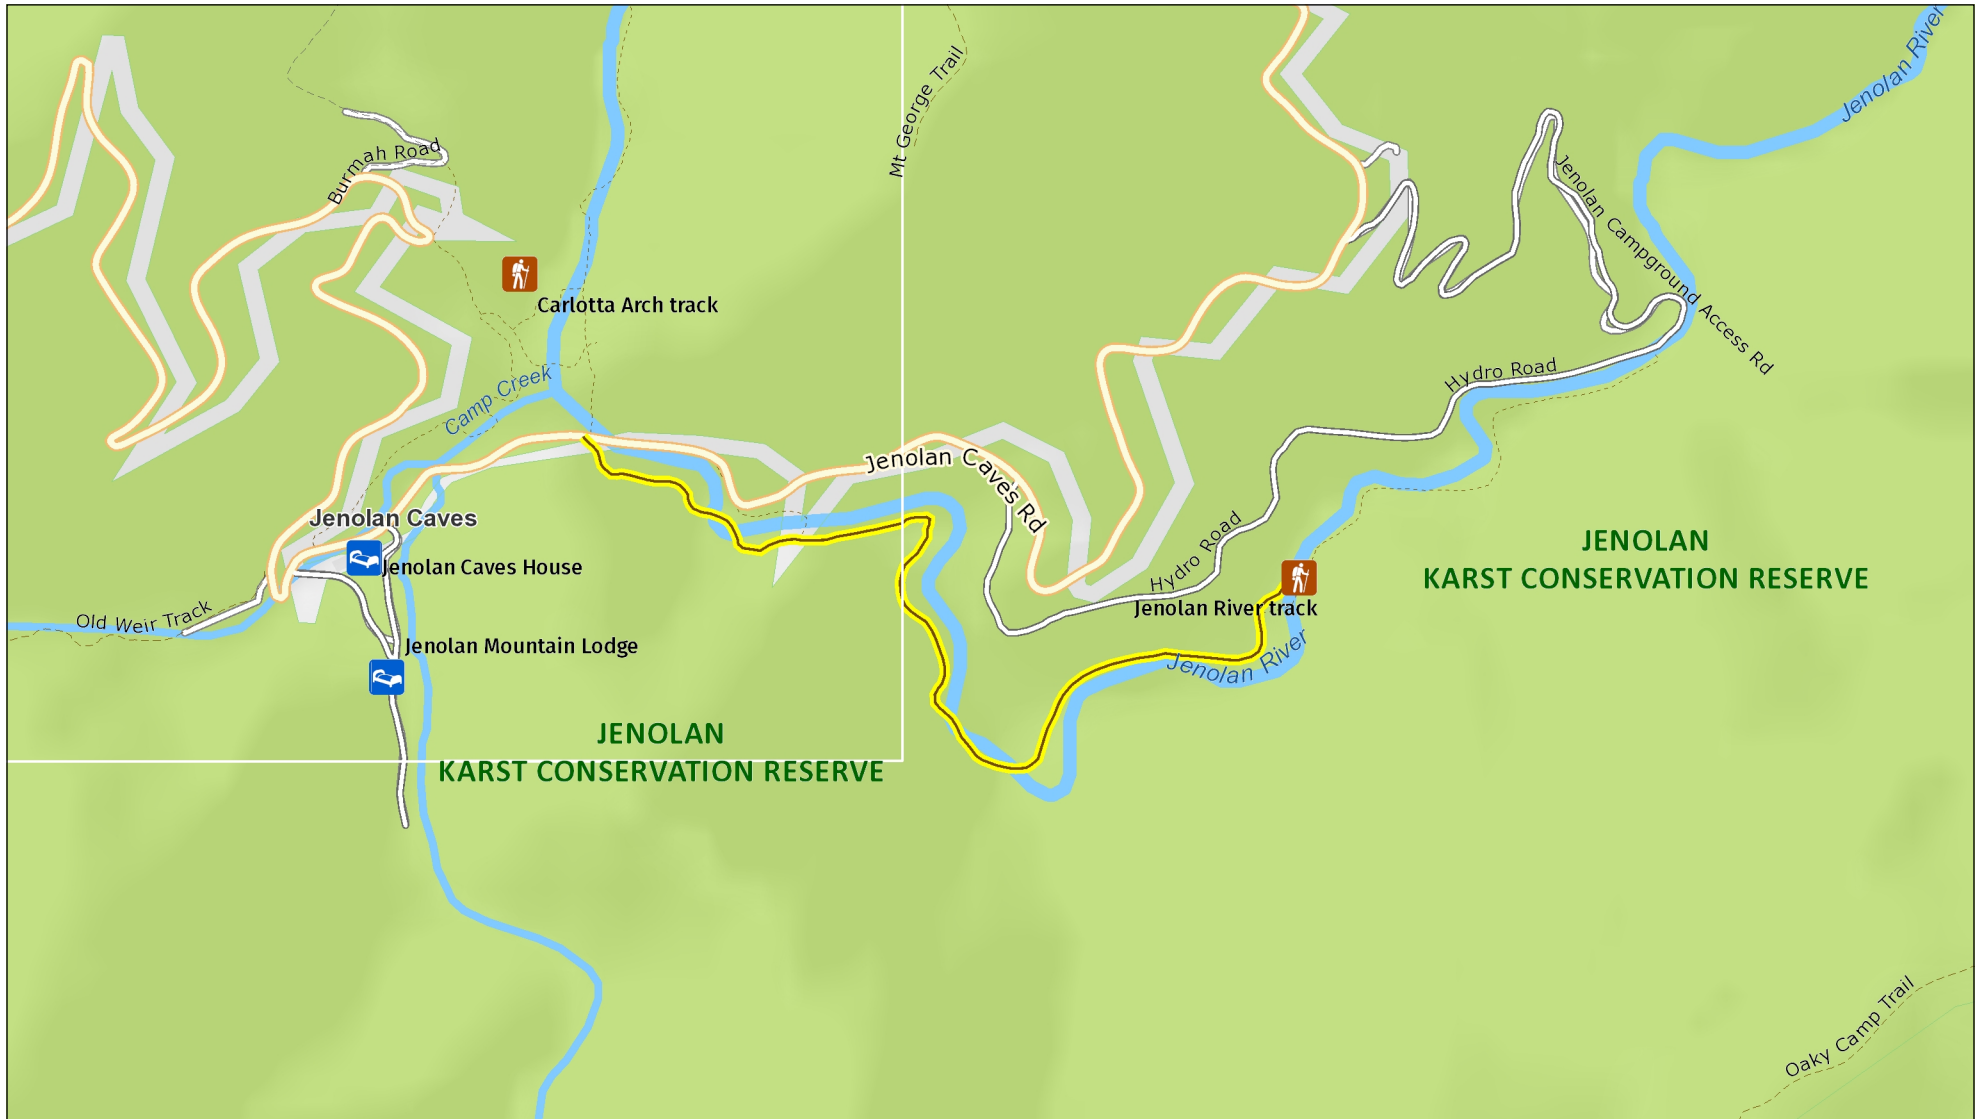 Jenolan River
Mt George Trail
Burmah Road
Jenolan Campground Access Rd
Carlotta Arch track
Camp Creek
Hydro Road
Jenolan Caves Rd
Jenolan Caves
Jenolan Caves House
Hydro Road
JENOLAN
KARST CONSERVATION RESERVE
Old Weir Track
Jenolan River track
Jenolan Mountain Lodge
Jenolan River
JENOLAN
KARST CONSERVATION RESERVE
Oaky Camp Trail